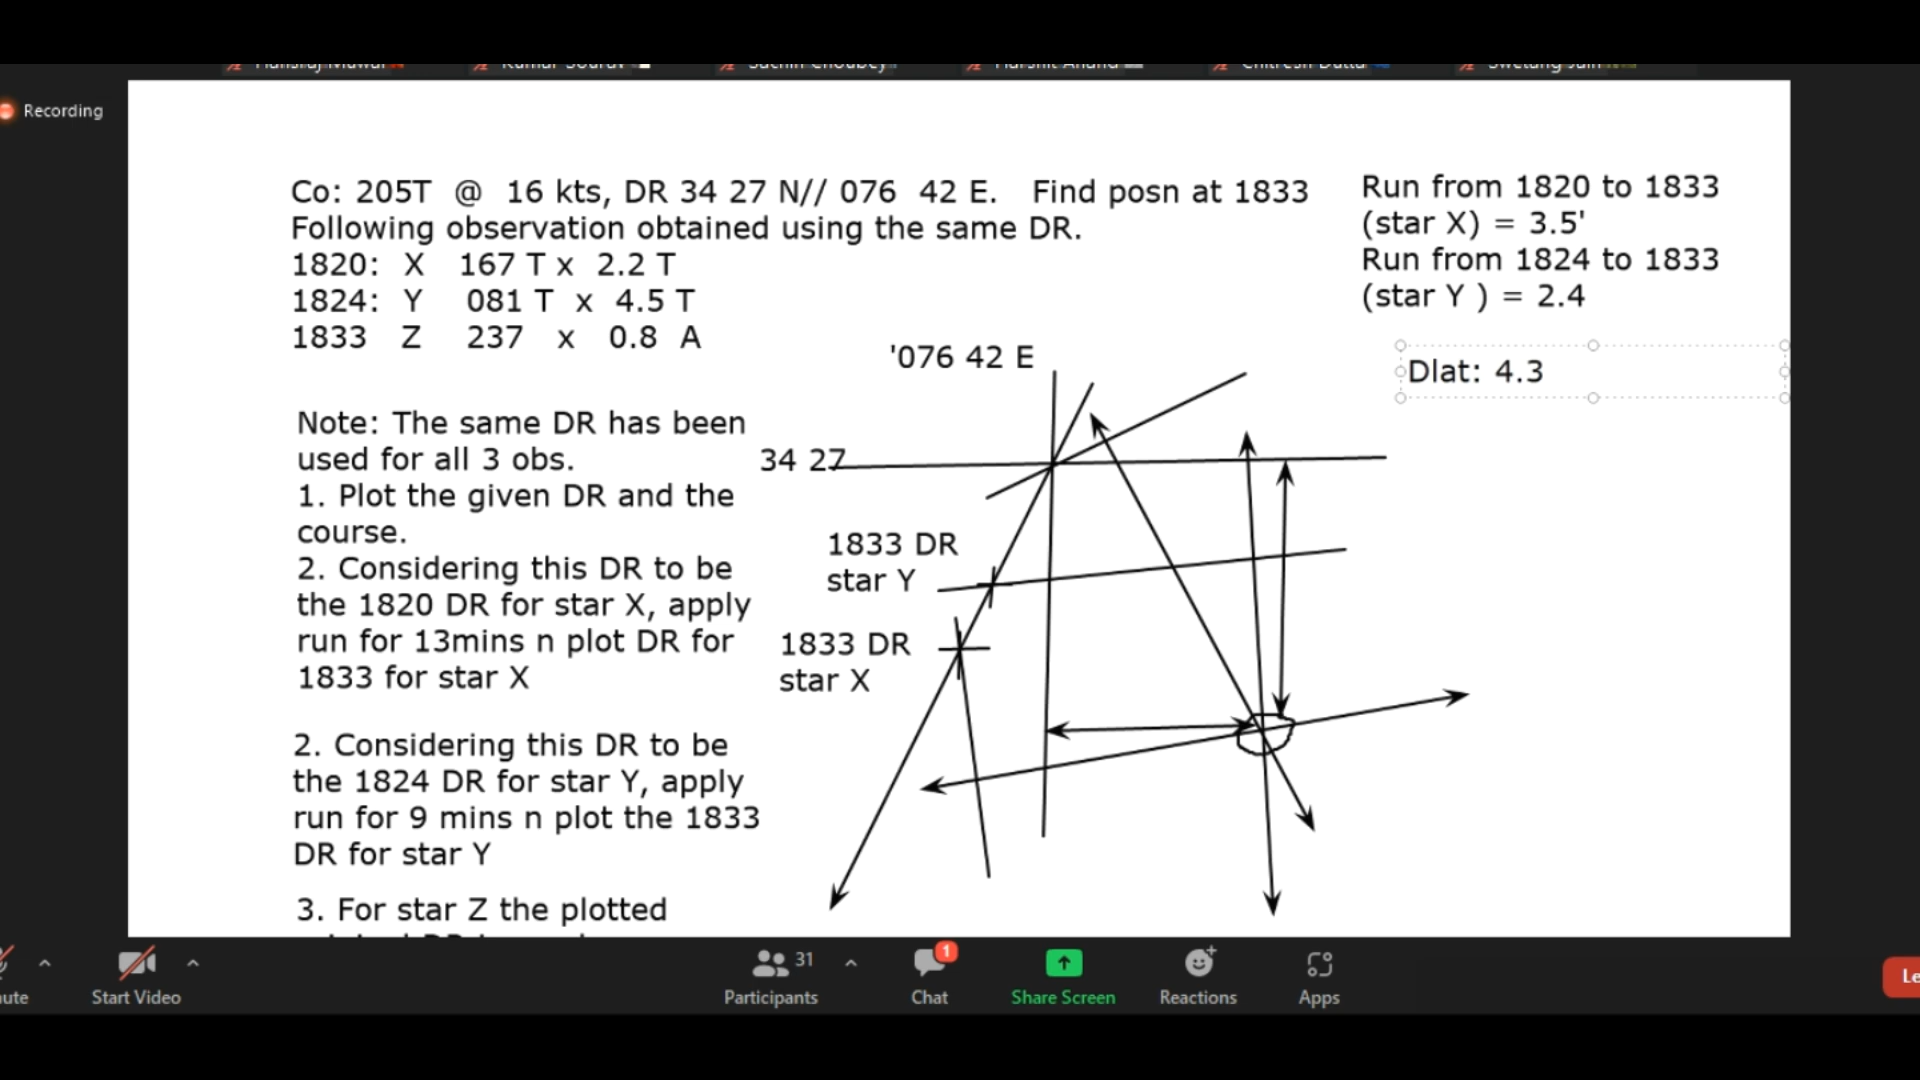 Recording
Co: 205T @ 16 kts, DR 34 27 N// 076 42 E. Find posn at 1833
Following observation obtained using the same DR.
1820: X 167 T x 2.2 T
1824: Y 081 T x 4.5 T
1833 Z 237 x 0.8 A
Run from 1820 to 1833
(star X) = 3.5'
Run from 1824 to 1833
(star Y ) = 2.4
Dlat: 4.3
'076 42 E
34 27
1833 DR
star Y
1833 DR
star X
Note: The same DR has been
used for all 3 obs.
1. Plot the given DR and the
course.
2. Considering this DR to be
the 1820 DR for star X, apply
run for 13mins n plot DR for
1833 for star X
2. Considering this DR to be
the 1824 DR for star Y, apply
run for 9 mins n plot the 1833
DR for star Y
3. For star Z the plotted
ute
Start Video
31
Participants
1
Chat
Share Screen
Reactions
Apps
Le